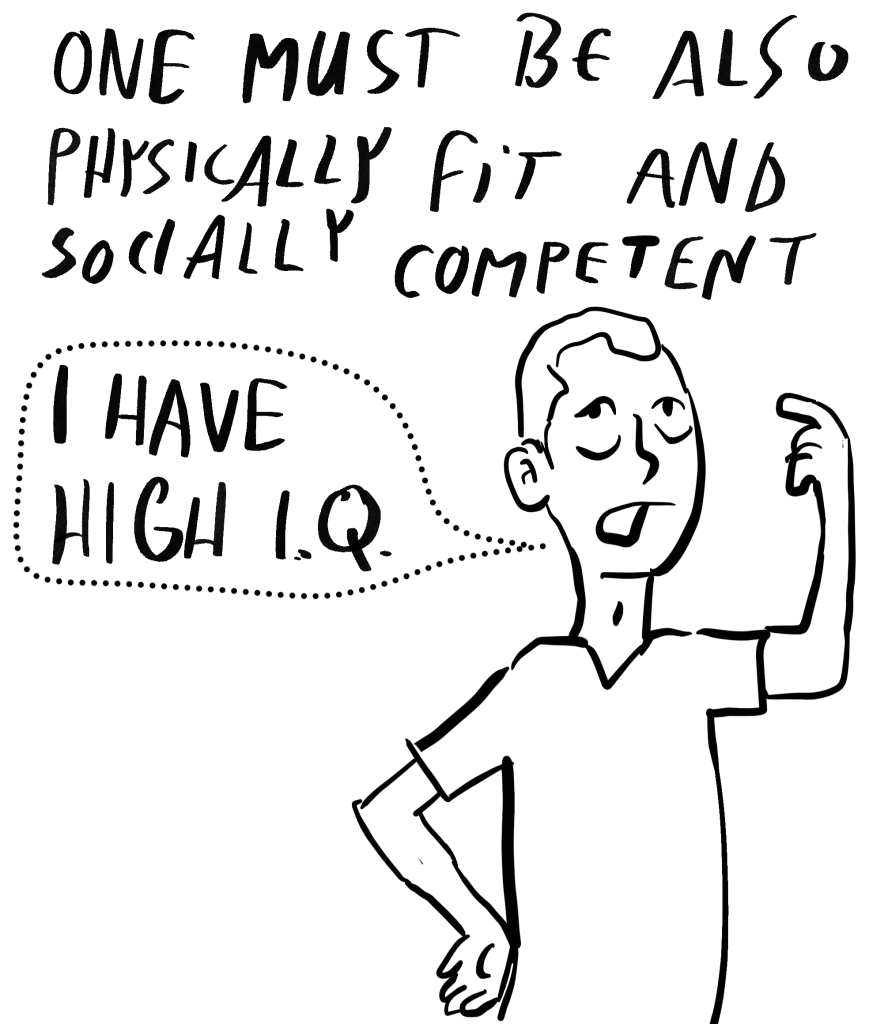 ONE MUST BE ALSO
PHYSICALLY FIT AND
SOCIALLY COMPETENT
I HAVE
HIGH I.Q.